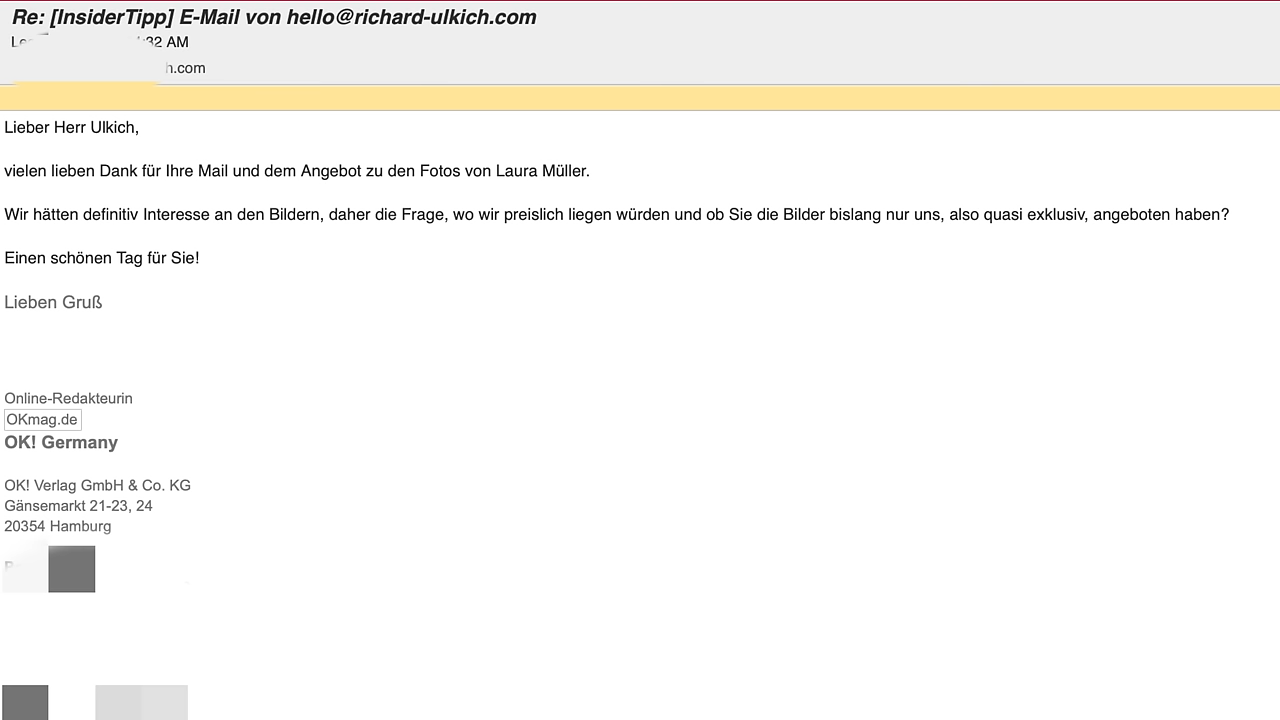 Re: [InsiderTipp] E-Mail von hello@richard-ulkich.com
:32 AM
h.com
Lieber Herr Ulkich,
vielen lieben Dank für Ihre Mail und dem Angebot zu den Fotos von Laura Müller.
Wir hätten definitiv Interesse an den Bildern, daher die Frage, wo wir preislich liegen würden und ob Sie die Bilder bislang nur uns, also quasi exklusiv, angeboten haben?
Einen schönen Tag für Sie!
Lieben Gruß
Online-Redakteurin
OKmag.de
OK! Germany
OK! Verlag GmbH & Co. KG
Gänsemarkt 21-23, 24
20354 Hamburg